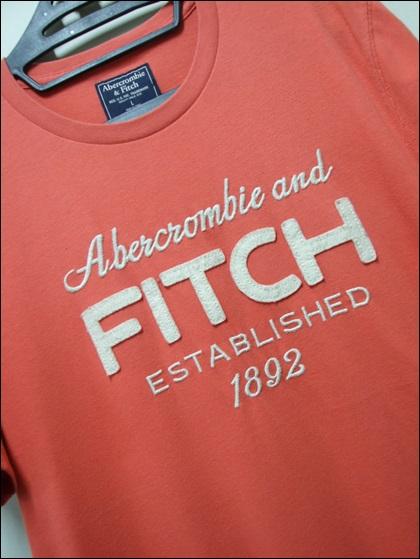 Abercrombie
& Fitch
L
Abercrombie and
FITCH
ESTABLISHED
1892